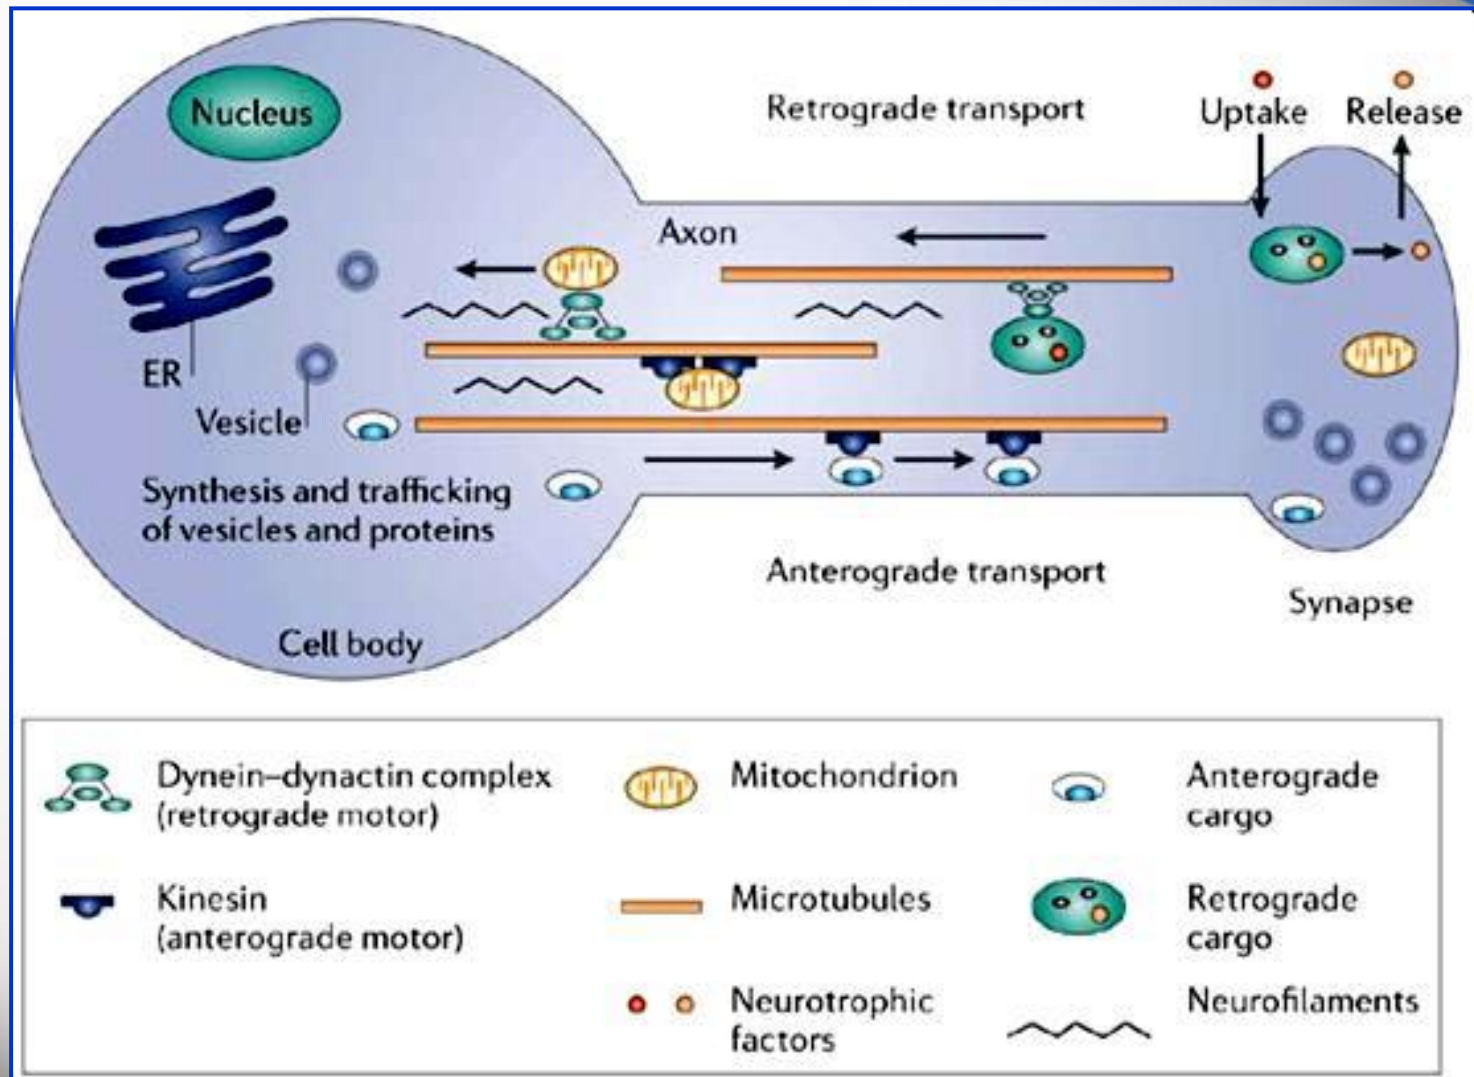 Nucleus
Retrograde transport
Uptake
Release
Axon
ER
Vesicle
Synthesis and trafficking
of vesicles and proteins
Anterograde transport
Synapse
Cell body
Dynein–dynactin complex
(retrograde motor)
Mitochondrion
Anterograde
cargo
Kinesin
(anterograde motor)
Microtubules
Retrograde
cargo
Neurotrophic
factors
Neurofilaments